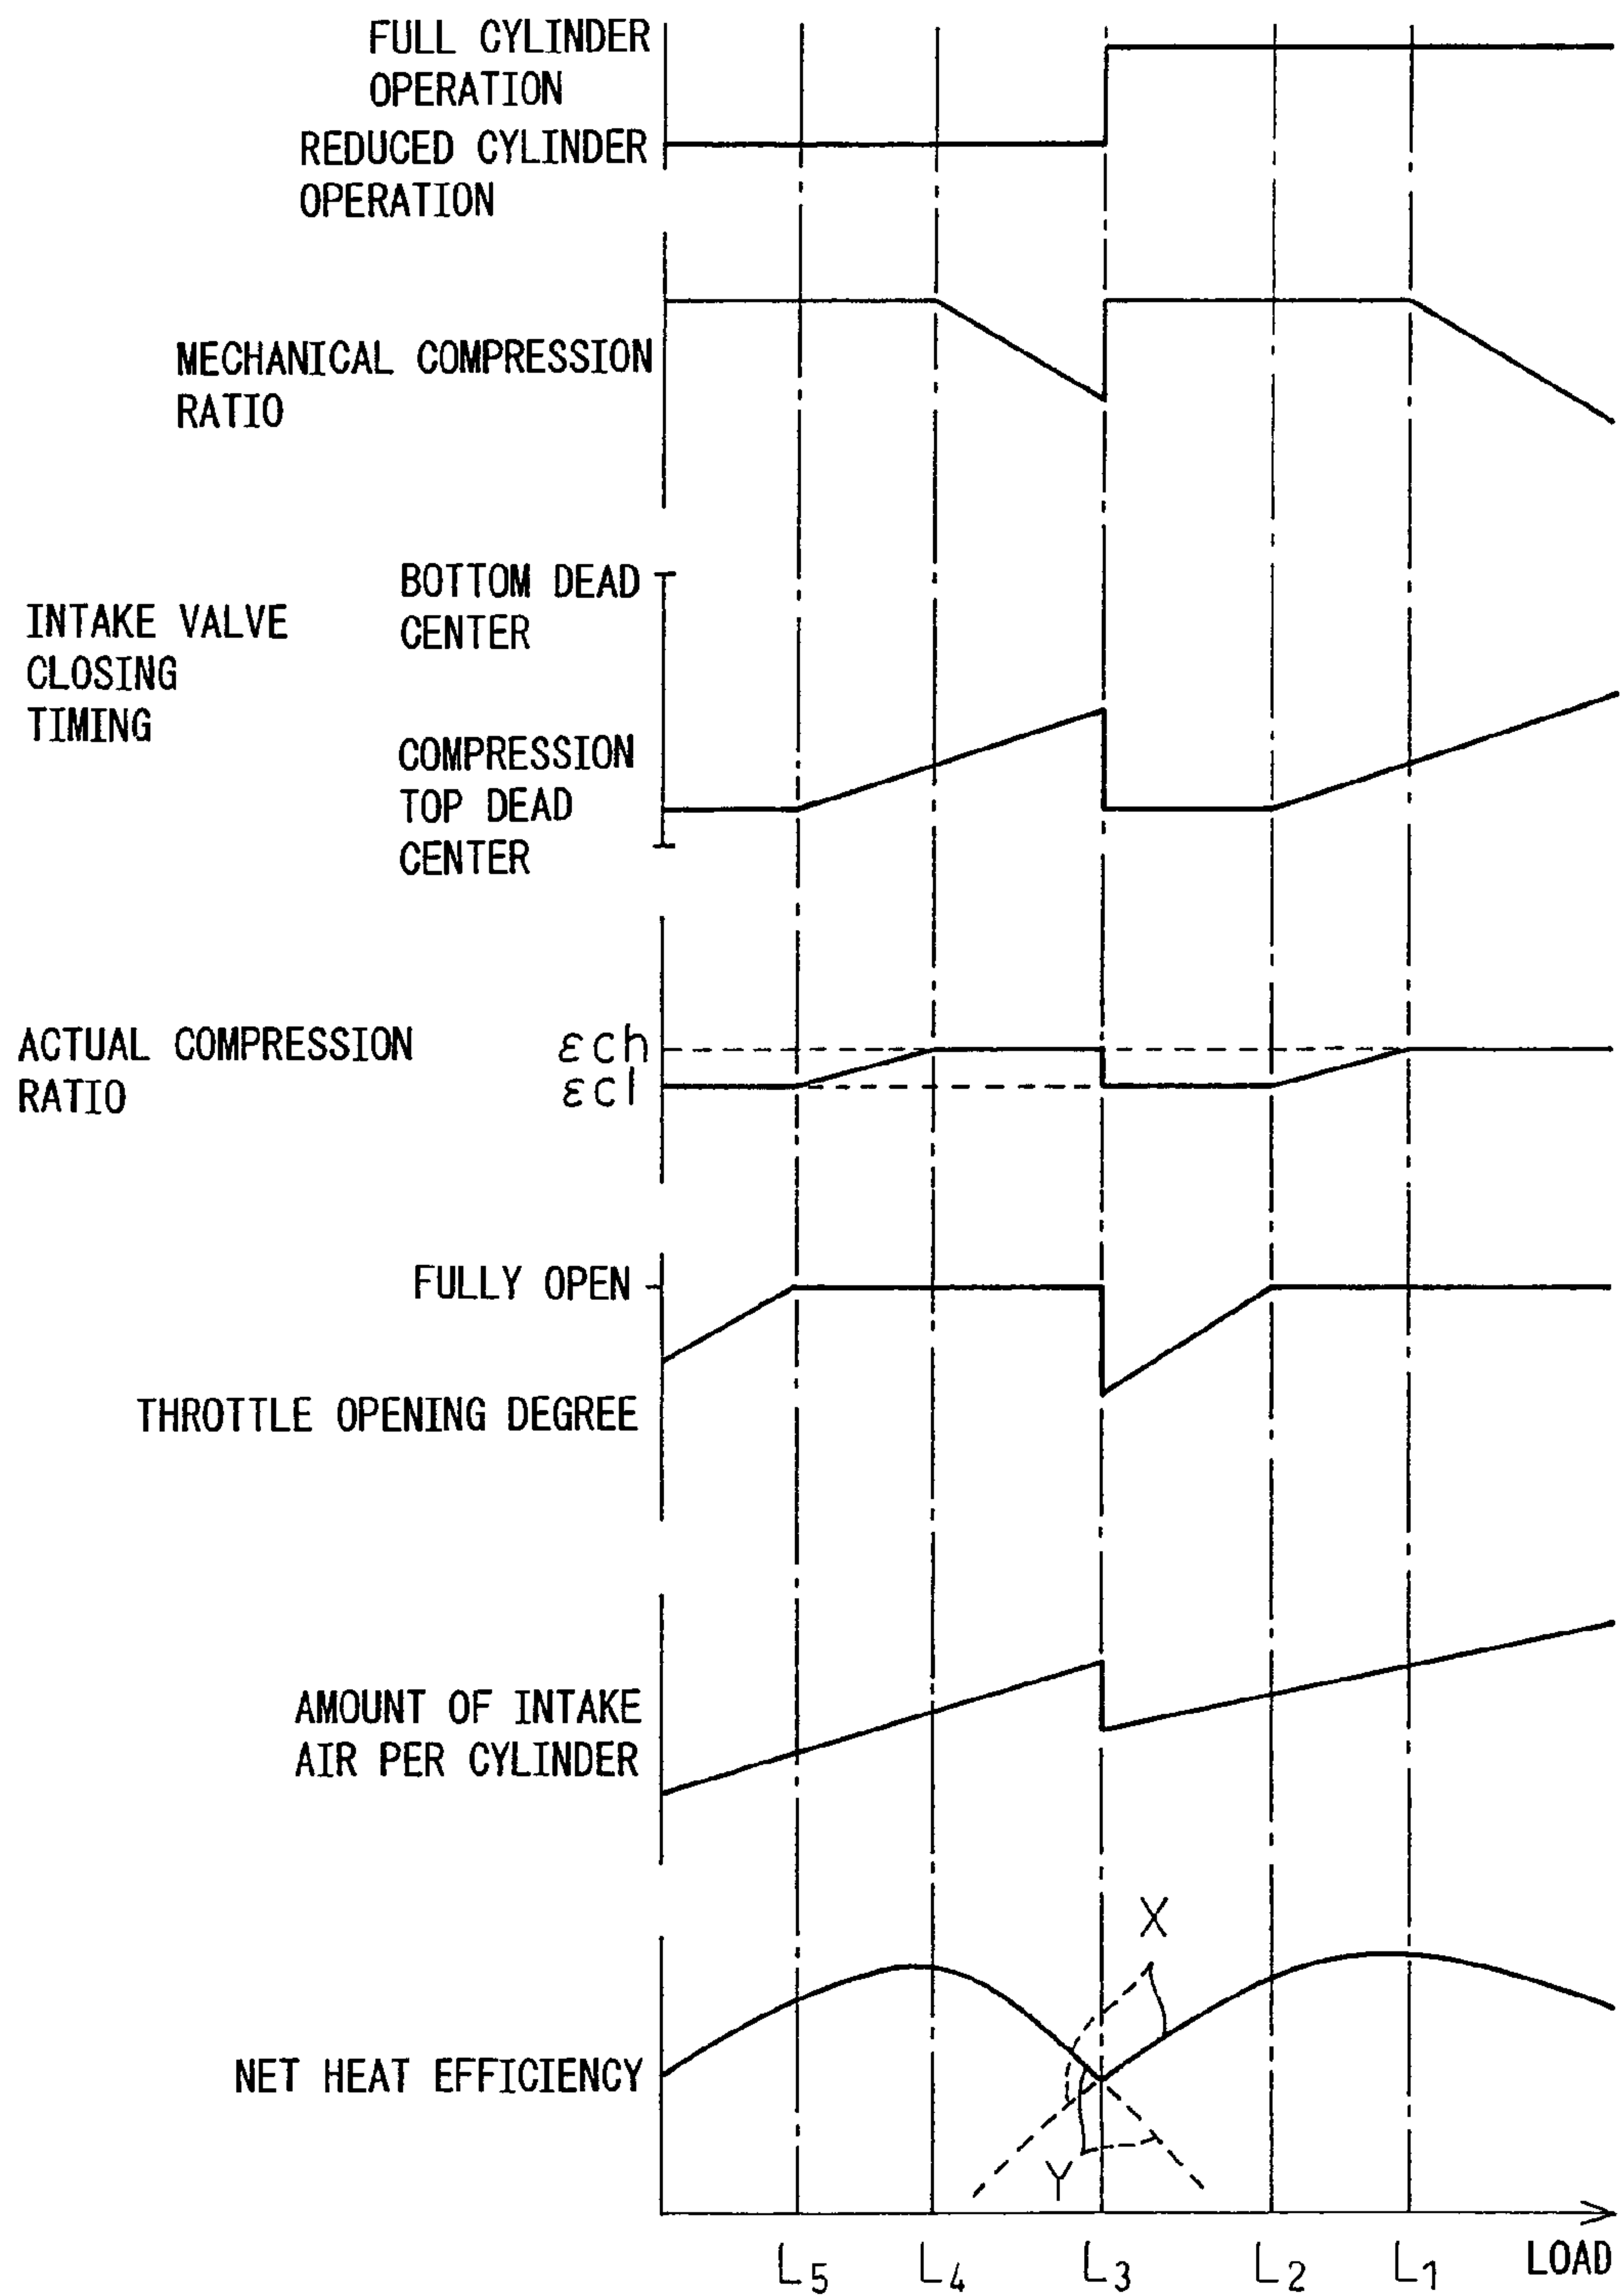 FULL CYLINDER
OPERATION
REDUCED CYLINDER
OPERATION
MECHANICAL COMPRESSION
RATIO
INTAKE VALVE
CLOSING
TIMING
BOTTOM DEAD
CENTER
COMPRESSION
TOP DEAD
CENTER
ACTUAL COMPRESSION
RATIO
εch
εcl
FULLY OPEN
THROTTLE OPENING DEGREE
AMOUNT OF INTAKE
AIR PER CYLINDER
NET HEAT EFFICIENCY
X
Y
L5 L4 L3 L2 L1 LOAD